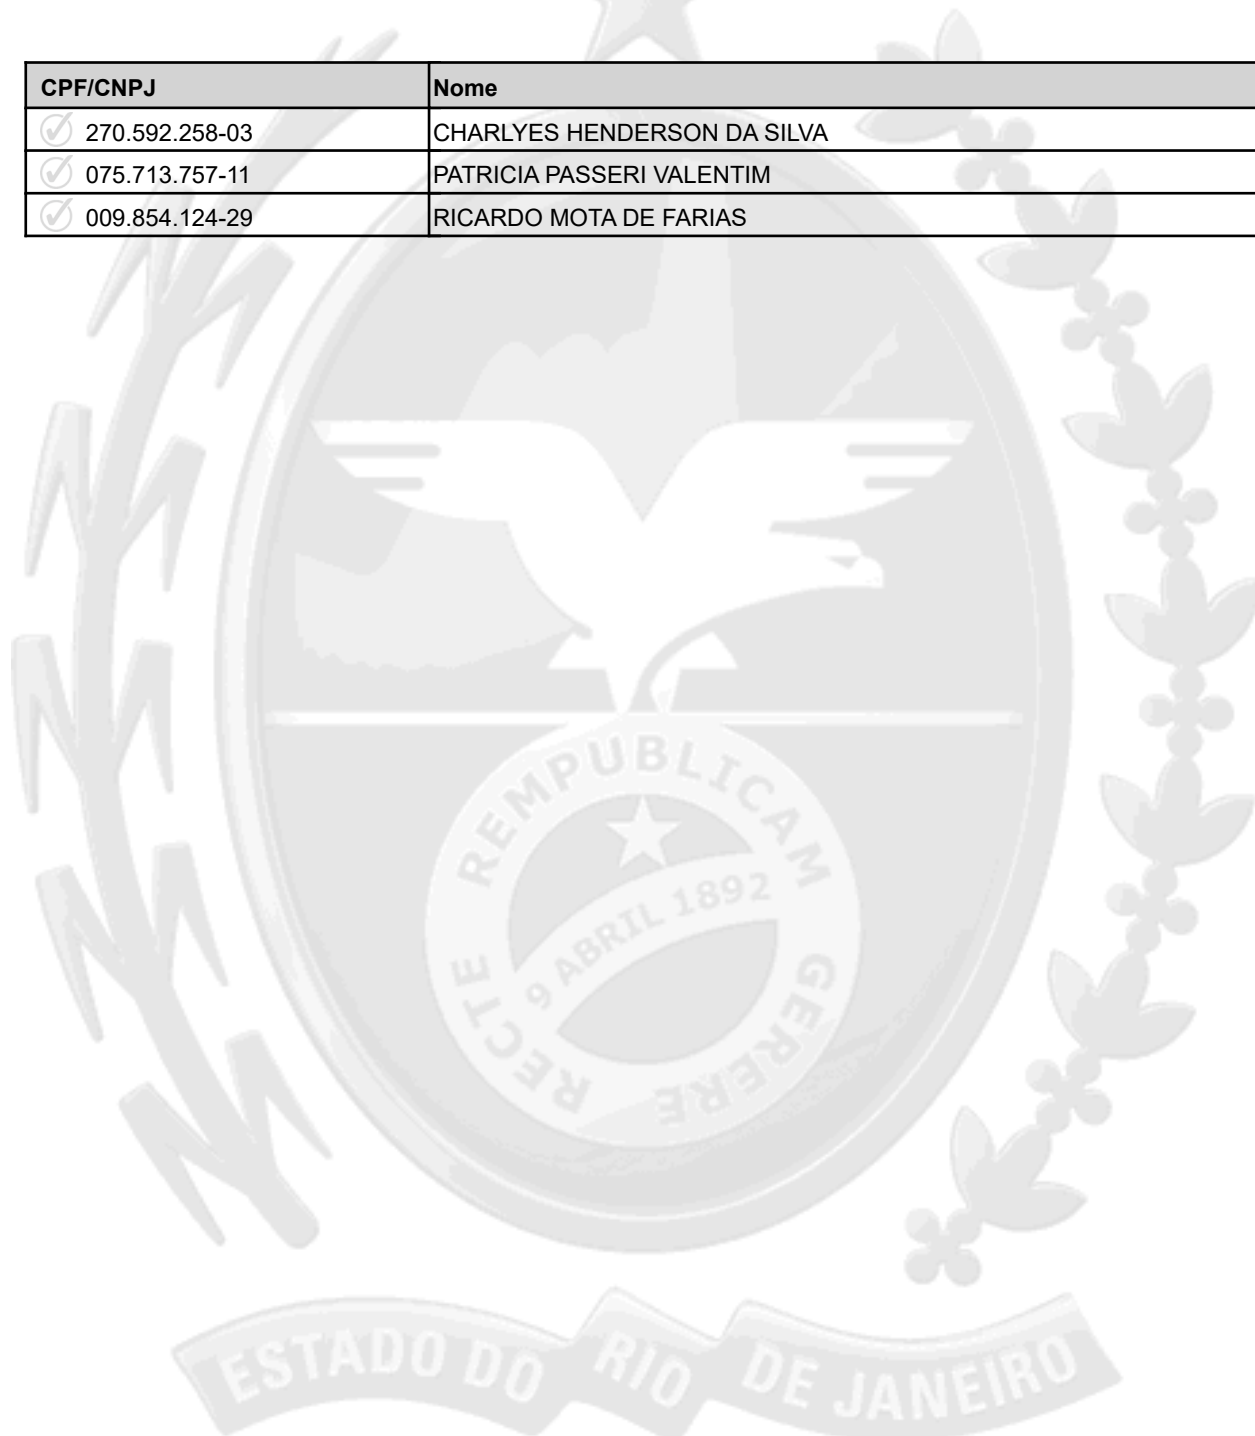 CPF/CNPJ Nome
270.592.258-03 CHARLYES HENDERSON DA SILVA
075.713.757-11 PATRICIA PASSERI VALENTIM
009.854.124-29 RICARDO MOTA DE FARIAS
RECTE REMPUBLICAM GERERE
9 ABRIL 1892
ESTADO DO RIO DE JANEIRO